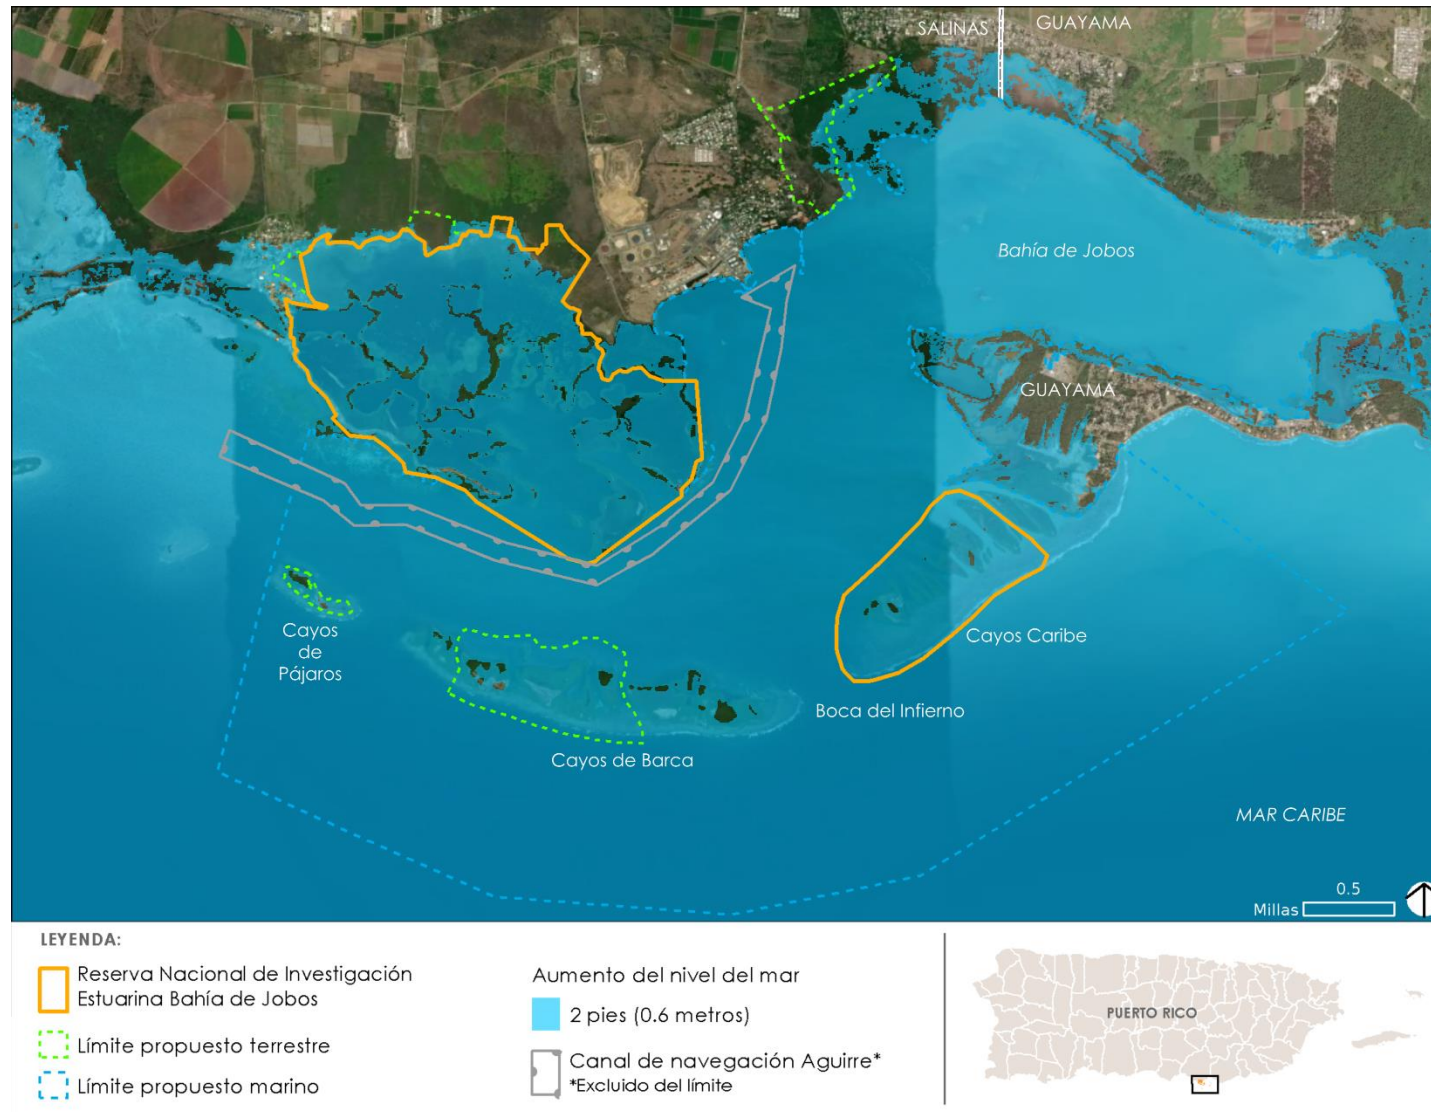 SALINAS
GUAYAMA
Bahía de Jobos
GUAYAMA
Cayos
de
Pájaros
Cayos Caribe
Boca del Infierno
Cayos de Barca
MAR CARIBE
0.5
Millas
LEYENDA:
Reserva Nacional de Investigación
Estuarina Bahía de Jobos
Límite propuesto terrestre
Límite propuesto marino
Aumento del nivel del mar
2 pies (0.6 metros)
Canal de navegación Aguirre*
*Excluido del límite
PUERTO RICO